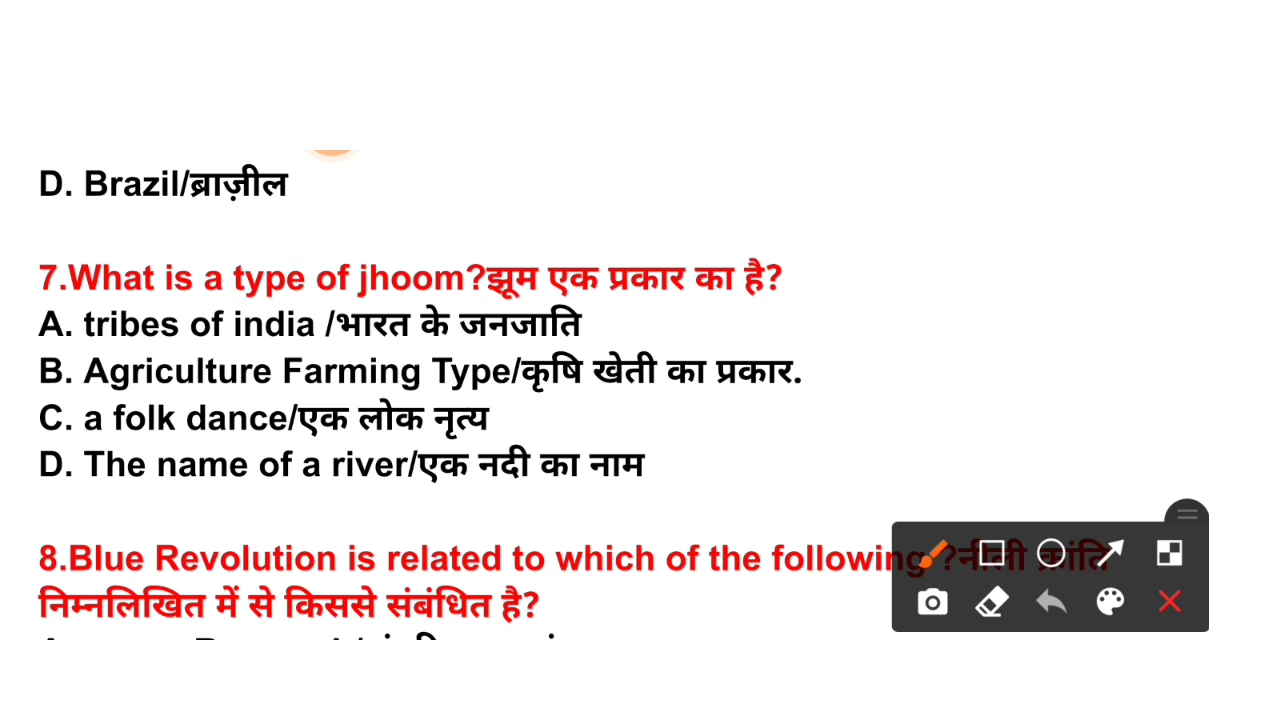 D. Brazil/ब्राज़ील
7.What is a type of jhoom?झूम एक प्रकार का है?
A. tribes of india /भारत के जनजाति
B. Agriculture Farming Type/कृषि खेती का प्रकार.
C. a folk dance/एक लोक नृत्य
D. The name of a river/एक नदी का नाम
8.Blue Revolution is related to which of the following ?नीली क्रांति
निम्नलिखित में से किससे संबंधित है?